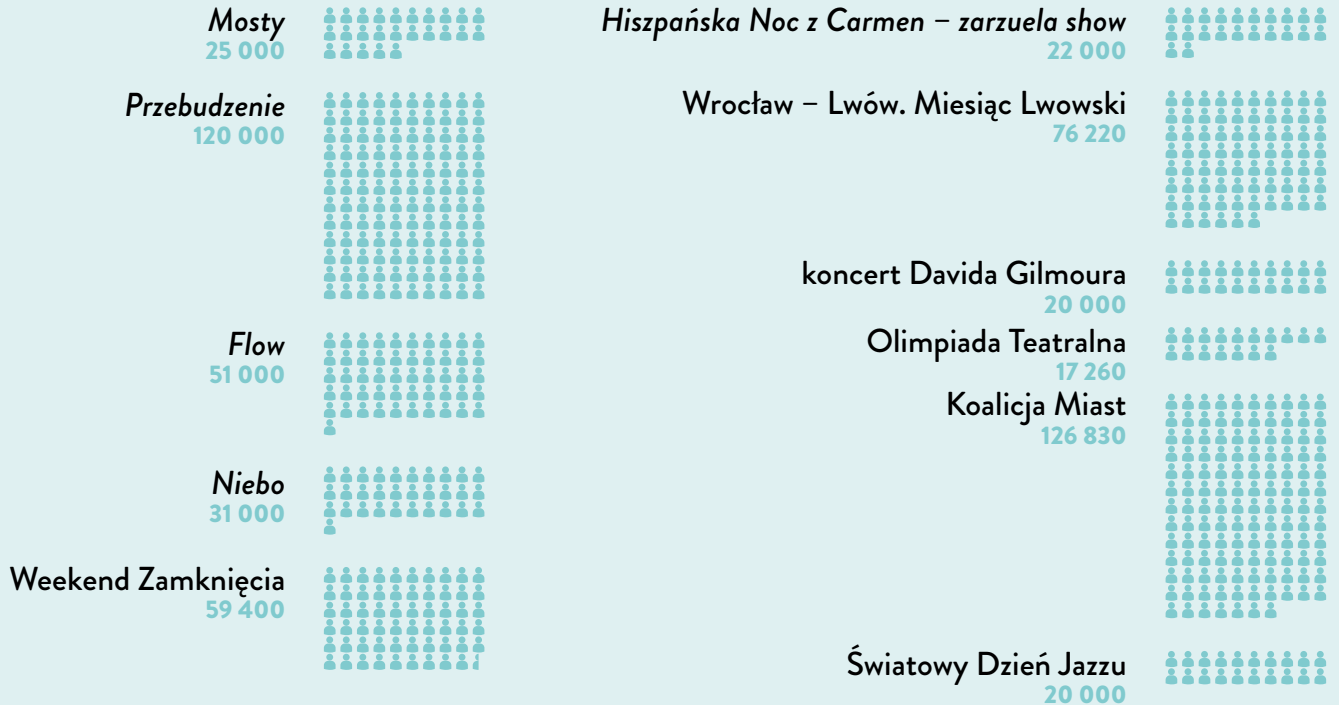 Mosty
25 000
Przebudzenie
120 000
Flow
51 000
Niebo
31 000
Weekend Zamknięcia
59 400
Hiszpańska Noc z Carmen – zarzuela show
22 000
Wrocław – Lwów. Miesiąc Lwowski
76 220
koncert Davida Gilmoura
20 000
Olimpiada Teatralna
17 260
Koalicja Miast
126 830
Światowy Dzień Jazzu
20 000